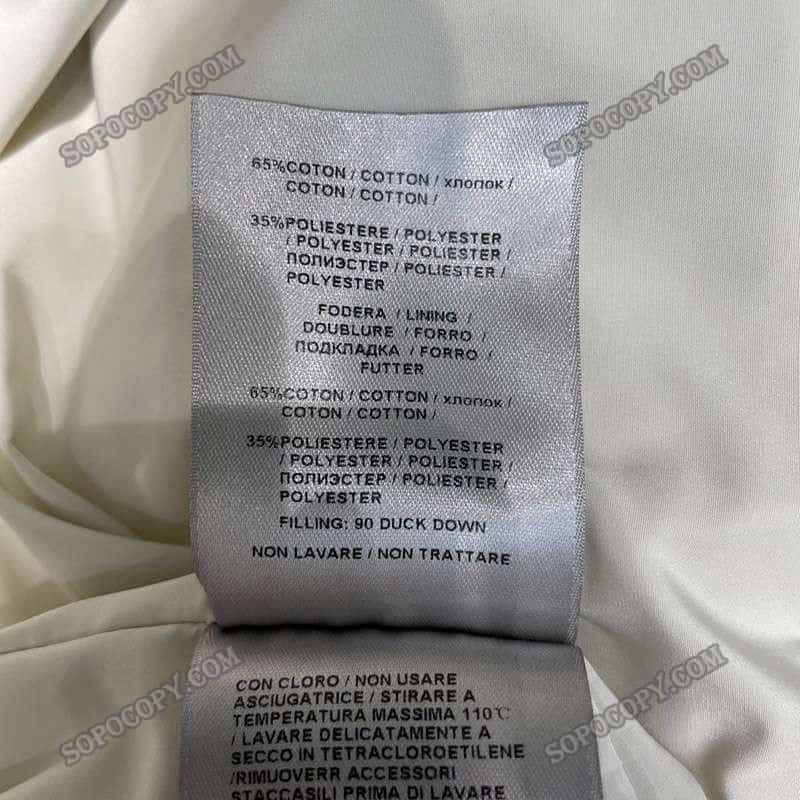 65%COTON / COTTON / хлопок /
COTON / COTTON /
35%POLIESTERE / POLYESTER
/ POLYESTER / POLIESTER /
ПОЛИЭСТЕР / POLIESTER /
POLYESTER
FODERA / LINING /
DOUBLURE / FORRO /
ПОДКЛАДКА / FORRO /
FUTTER
65%COTON / COTTON / хлопок /
COTON / COTTON /
35%POLIESTERE / POLYESTER
/ POLYESTER / POLIESTER /
ПОЛИЭСТЕР / POLIESTER /
POLYESTER
FILLING: 90 DUCK DOWN
NON LAVARE / NON TRATTARE
CON CLORO / NON USARE
ASCIUGATRICE / STIRARE A
TEMPERATURA MASSIMA 110℃
/ LAVARE DELICATAMENTE A
SECCO IN TETRACLOROETILENE
/RIMUOVERR ACCESSORI
STACCASILI PRIMA DI LAVARE
SOPOCOPY.COM
SOPOCOPY.COM
SOPOCOPY.COM
SOPOCOPY.COM